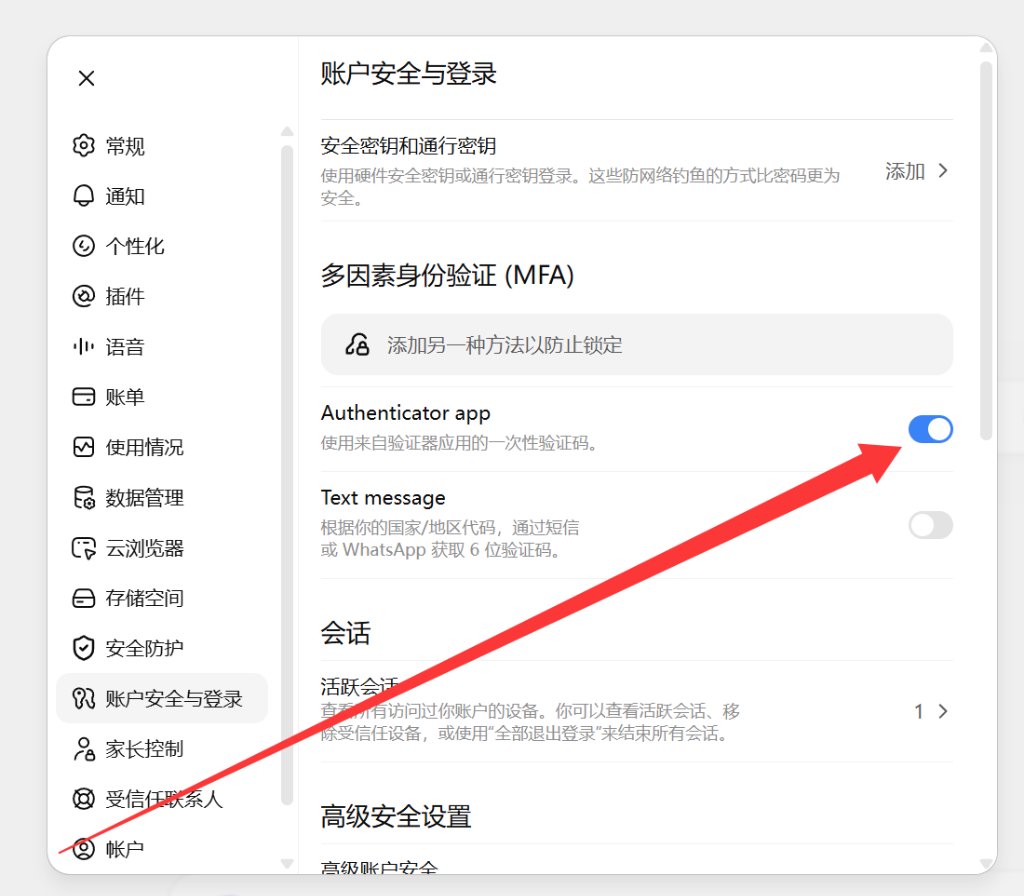 常规
通知
个性化
插件
语音
账单
使用情况
数据管理
云浏览器
存储空间
安全防护
账户安全与登录
家长控制
受信任联系人
帐户
账户安全与登录
安全密钥和通行密钥
使用硬件安全密钥或通行密钥登录。这些防网络钓鱼的方式比密码更为
安全。
添加
多因素身份验证 (MFA)
添加另一种方法以防止锁定
Authenticator app
使用来自验证器应用的一次性验证码。
Text message
根据你的国家/地区代码，通过短信
或 WhatsApp 获取 6 位验证码。
会话
活跃会话
查看所有访问过你账户的设备。你可以查看活跃会话、移
除受信任设备，或使用“全部退出登录”来结束所有会话。
1
高级安全设置
高级账户安全